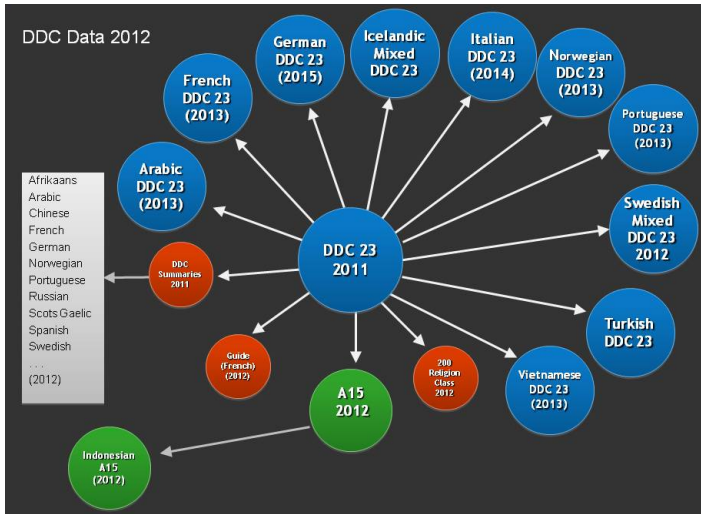 DDC Data 2012
German
DDC 23
(2015)
Icelandic
Mixed
DDC 23
Italian
DDC 23
(2014)
Norwegian
DDC 23
(2013)
French
DDC 23
(2013)
Portuguese
DDC 23
(2013)
Arabic
DDC 23
(2013)
Swedish
Mixed
DDC 23
2012
DDC 23
2011
Afrikaans
Arabic
Chinese
French
German
Norwegian
Portuguese
Russian
Scots Gaelic
Spanish
Swedish
. . .
(2012)
DDC
Summaries
2011
Turkish
DDC 23
Guide
(French)
(2012)
200
Religion
Class
2012
Vietnamese
DDC 23
(2013)
A15
2012
Indonesian
A15
(2012)